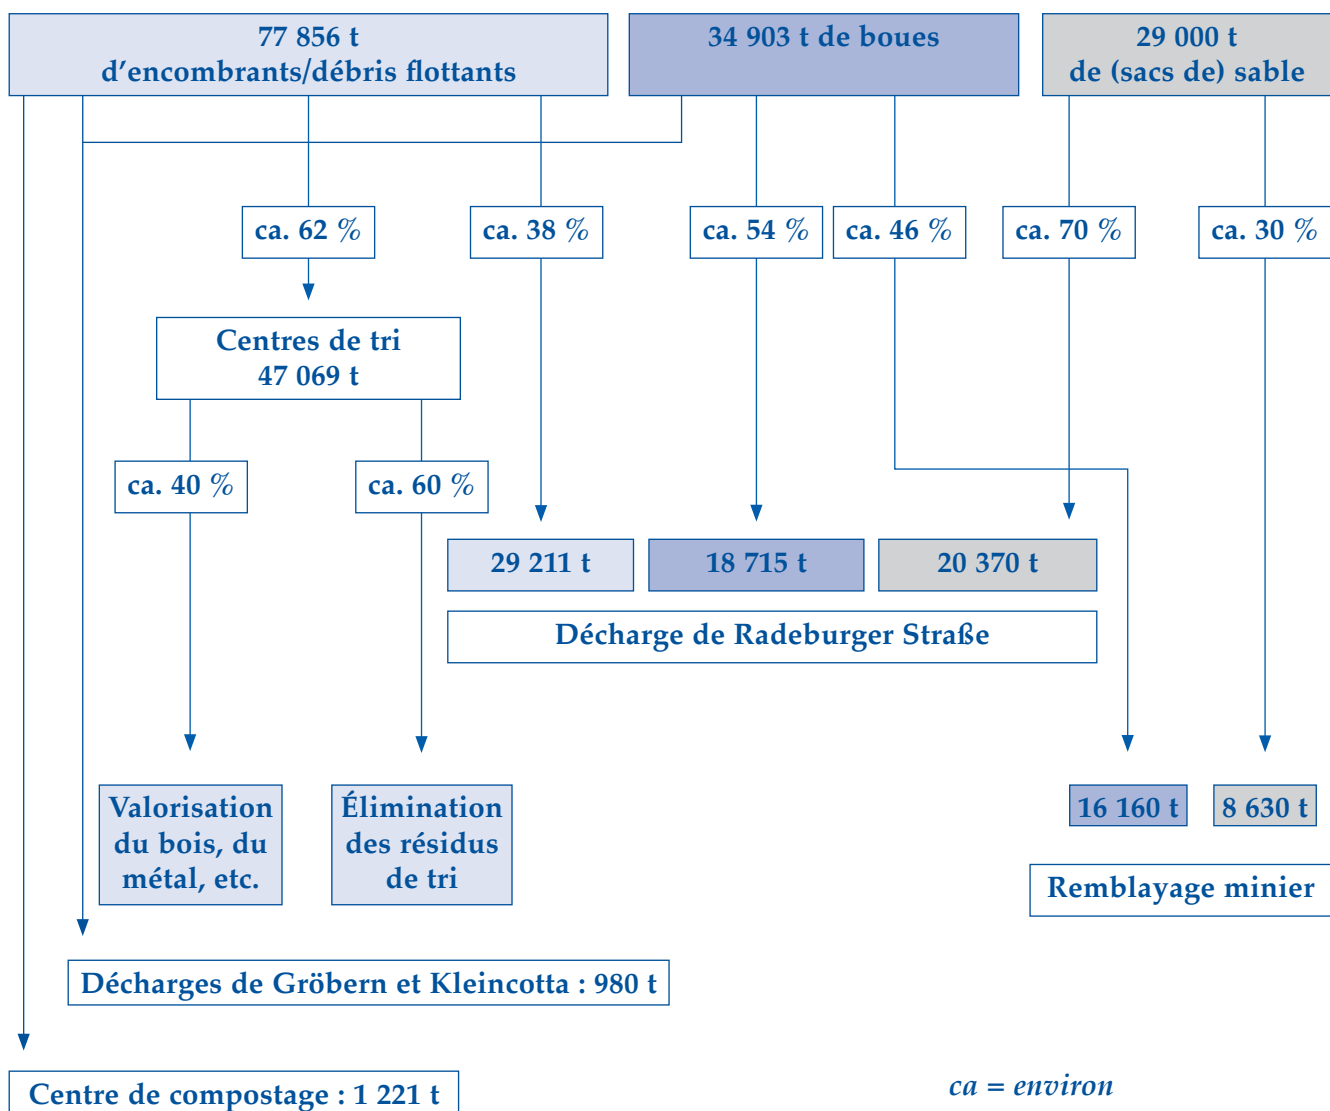 77 856 t
d'encombrants/débris flottants
34 903 t de boues
29 000 t
de (sacs de) sable
ca. 62 %
ca. 38 %
ca. 54 %
ca. 46 %
ca. 70 %
ca. 30 %
Centres de tri
47 069 t
ca. 40 %
ca. 60 %
29 211 t
18 715 t
20 370 t
Décharge de Radeburger Straße
Valorisation
du bois, du
métal, etc.
Élimination
des résidus
de tri
16 160 t
8 630 t
Remblayage minier
Décharges de Gröbern et Kleincotta : 980 t
Centre de compostage : 1 221 t
ca = environ